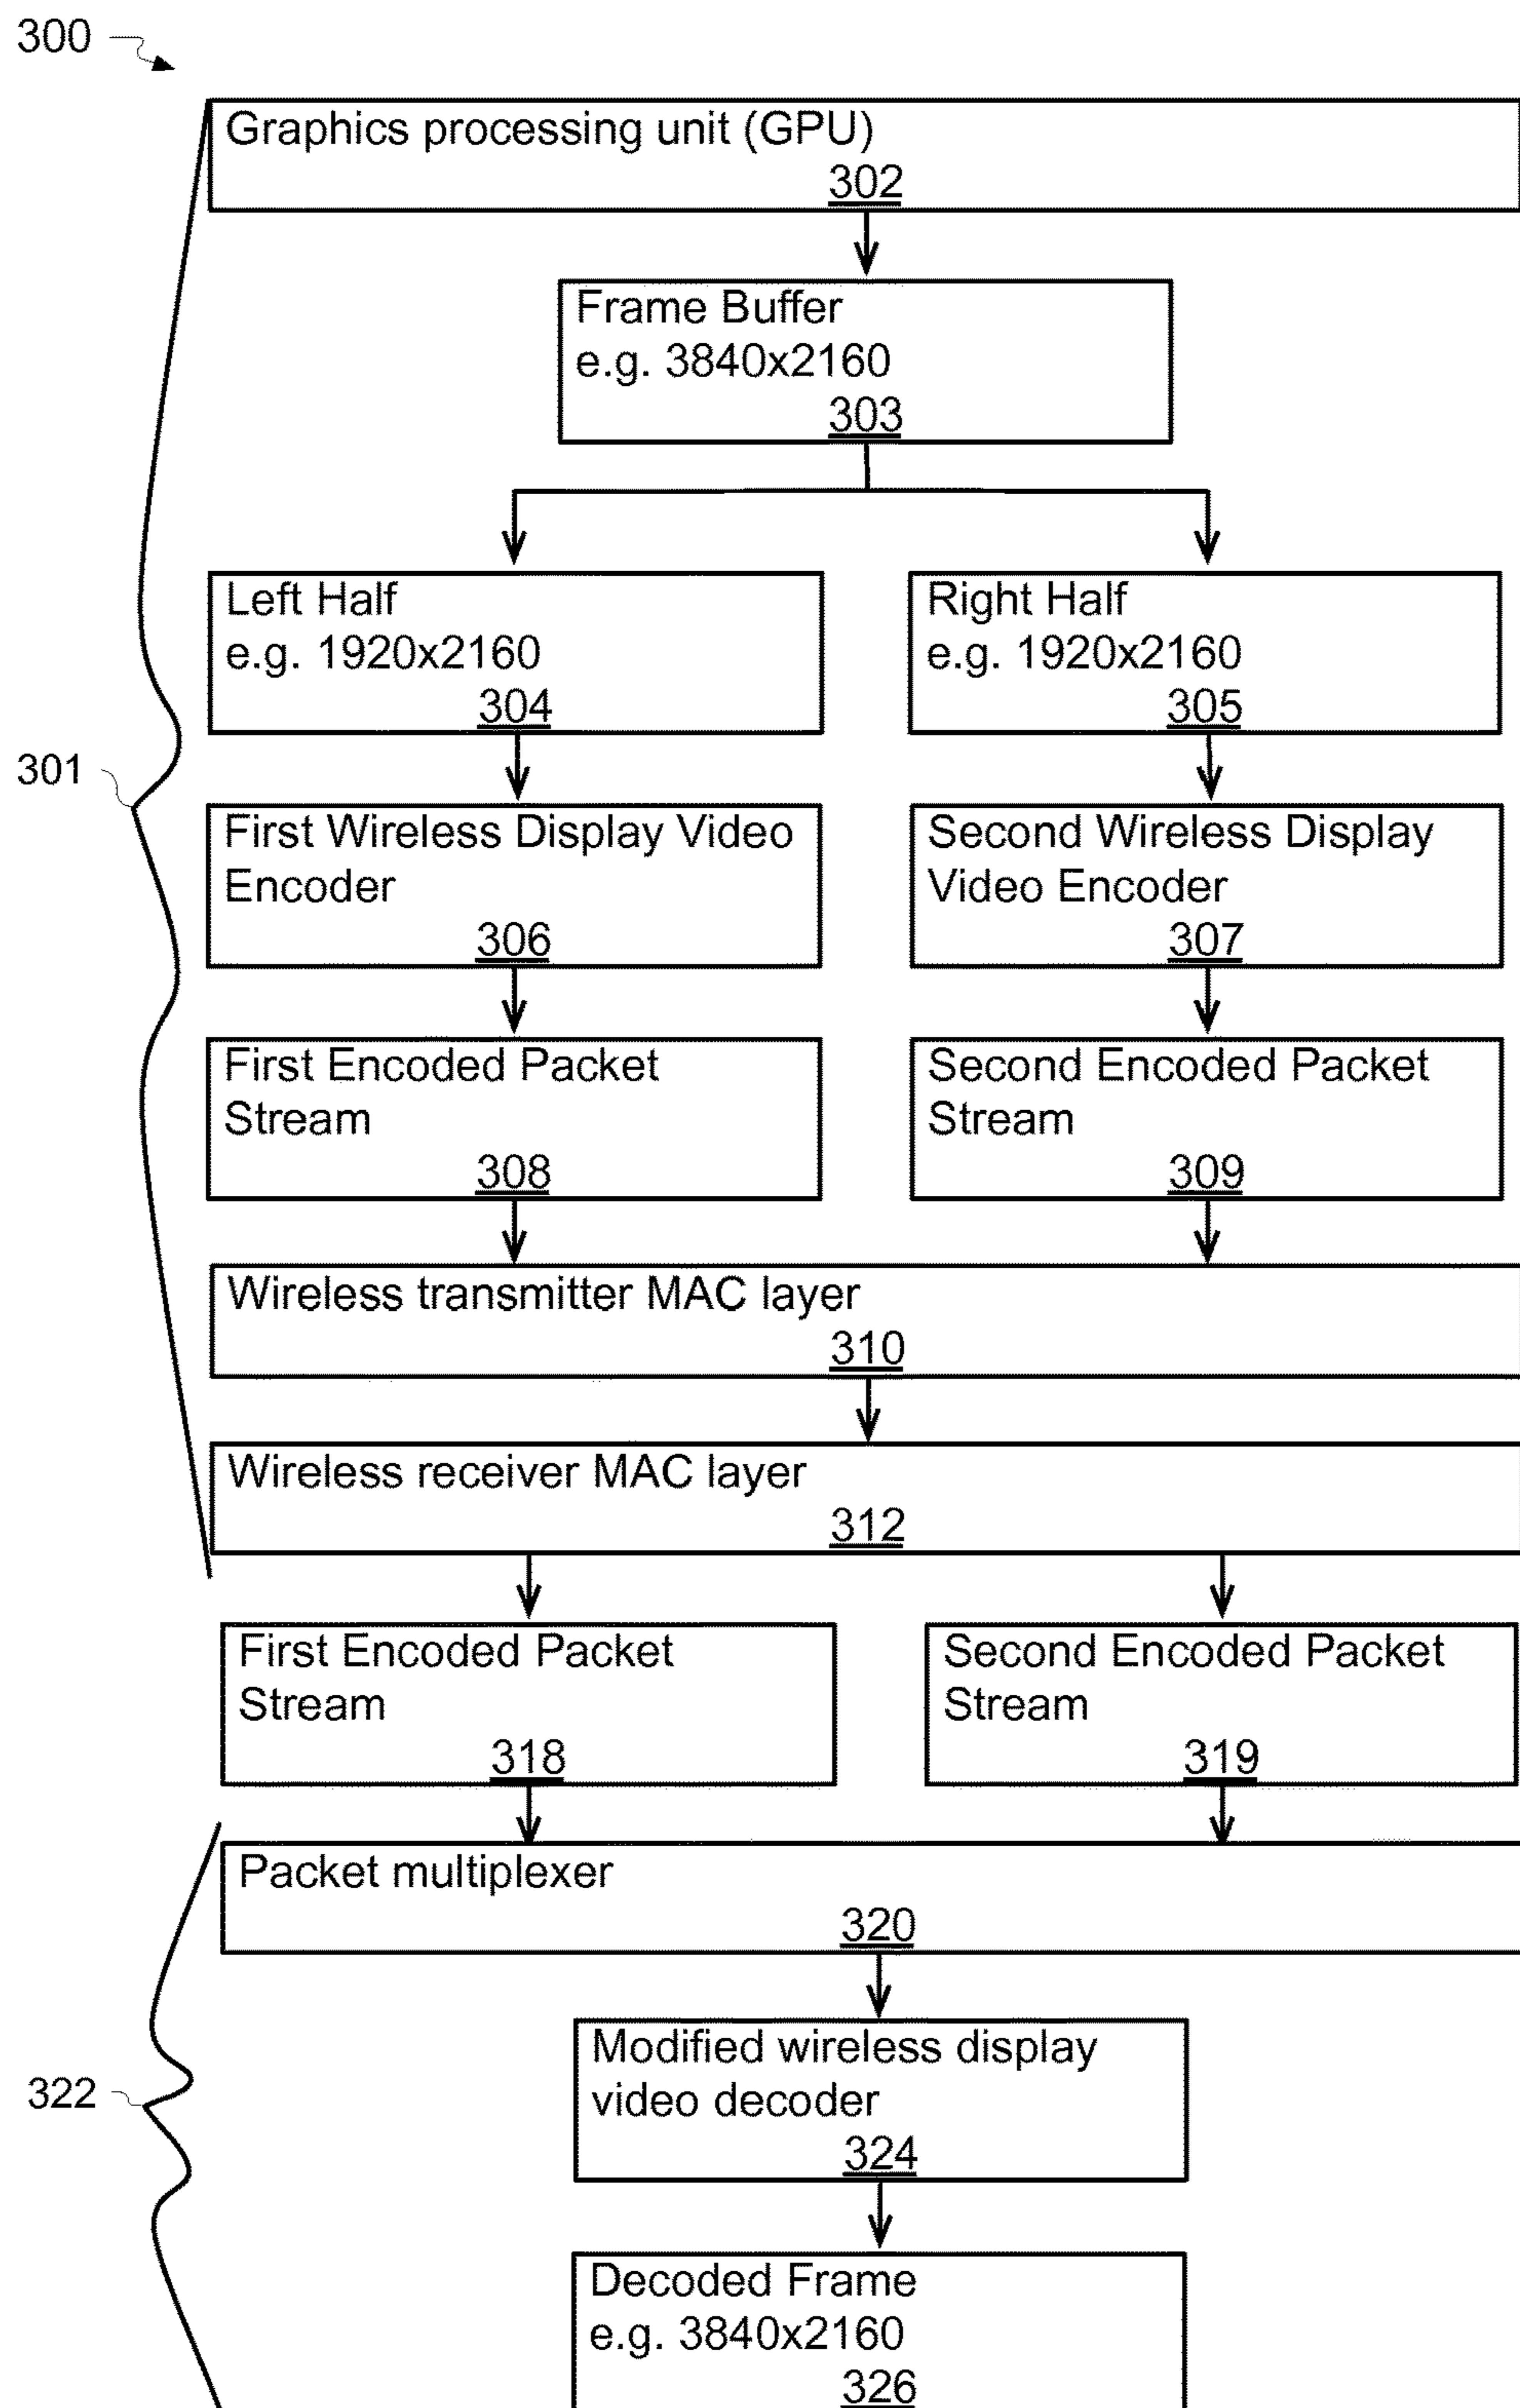 300
Graphics processing unit (GPU)
302
Frame Buffer
e.g. 3840x2160
303
Left Half
e.g. 1920x2160
304
Right Half
e.g. 1920x2160
305
301
First Wireless Display Video
Encoder
306
Second Wireless Display
Video Encoder
307
First Encoded Packet
Stream
308
Second Encoded Packet
Stream
309
Wireless transmitter MAC layer
310
Wireless receiver MAC layer
312
First Encoded Packet
Stream
318
Second Encoded Packet
Stream
319
Packet multiplexer
320
322
Modified wireless display
video decoder
324
Decoded Frame
e.g. 3840x2160
326